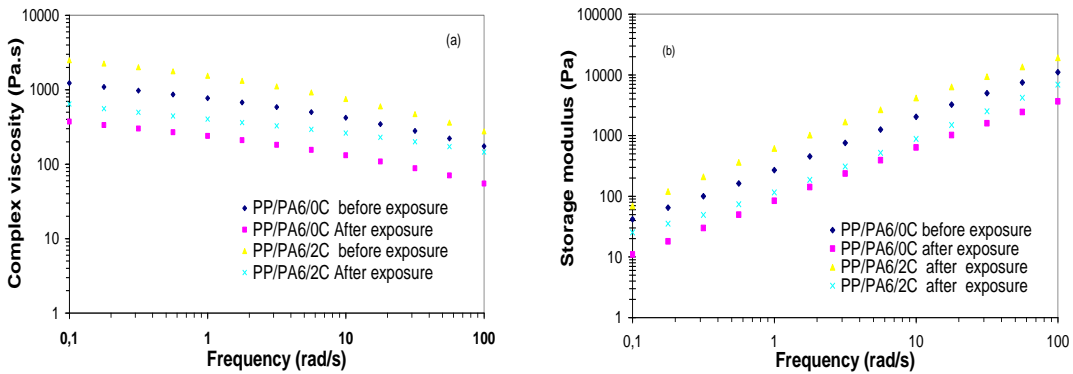 Complex viscosity (Pa.s)
10000
1000
100
10
1
(a)
PP/PA6/0C before exposure
PP/PA6/0C After exposure
PP/PA6/2C before exposure
PP/PA6/2C After exposure
0,1
1
10
100
Frequency (rad/s)
Storage modulus (Pa)
100000
10000
1000
100
10
1
(b)
PP/PA6/0C before exposure
PP/PA6/0C after exposure
PP/PA6/2C after exposure
PP/PA6/2C after exposure
0,1
1
10
100
Frequency (rad/s)